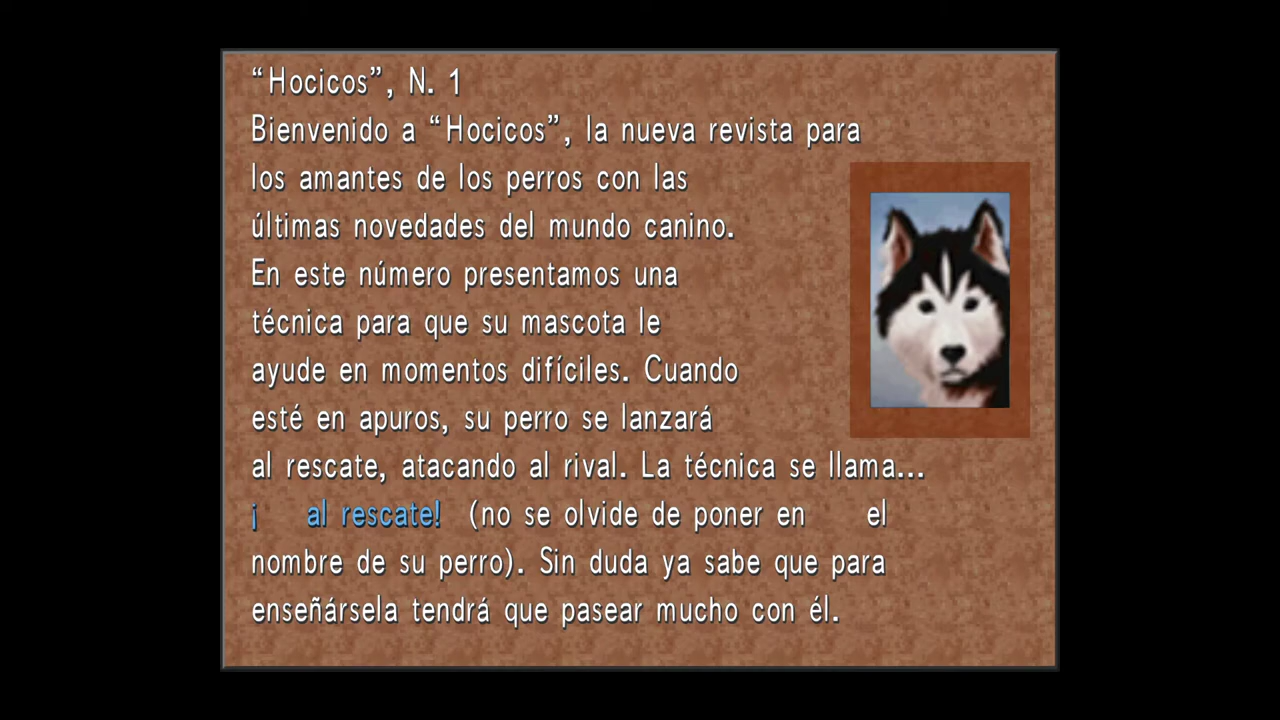 “Hocicos”, N. 1
Bienvenido a “Hocicos”, la nueva revista para
los amantes de los perros con las
últimas novedades del mundo canino.
En este número presentamos una
técnica para que su mascota le
ayude en momentos difíciles. Cuando
esté en apuros, su perro se lanzará
al rescate, atacando al rival. La técnica se llama...
¡   al rescate!  (no se olvide de poner en    el
nombre de su perro). Sin duda ya sabe que para
enseñársela tendrá que pasear mucho con él.